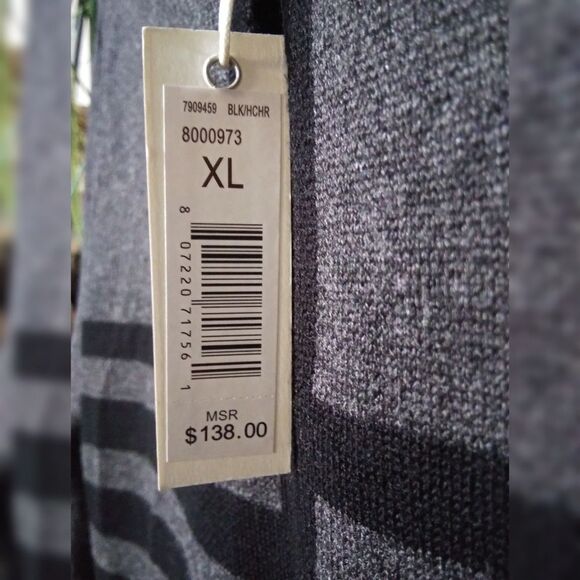 7909459 BLK/HCHR
8000973
XL
8 07220 71756 1
MSR
$138.00